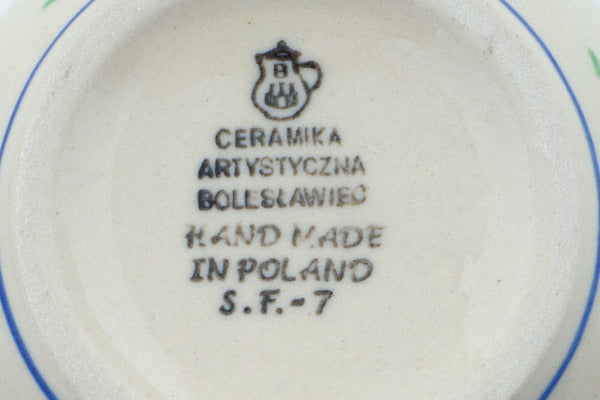 B
CERAMIKA
ARTYSTYCZNA
BOLESŁAWIEC
HAND MADE
IN POLAND
S.F.-7